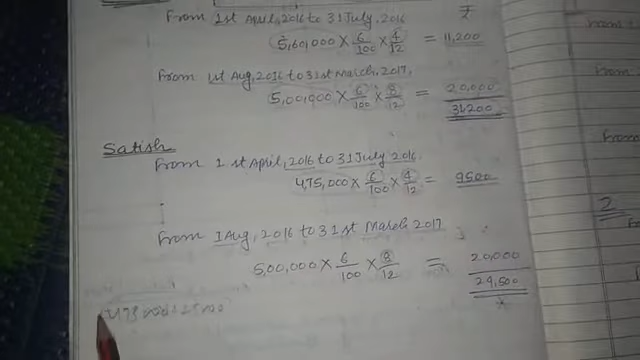 From 1st April, 2016 to 31 July, 2016
₹
5,60,000 × 6/100 × 4/12 = 11,200
From 1st Aug, 2016 to 31st March, 2017,
5,00,000 × 6/100 × 8/12 = 20,000
31,200
Satish
From 1st April, 2016 to 31 July 2016.
4,75,000 × 6/100 × 4/12 = 9500
From 1 Aug, 2016 to 31st March 2017
5,00,000 × 6/100 × 8/12 = 20,000
29,500
2